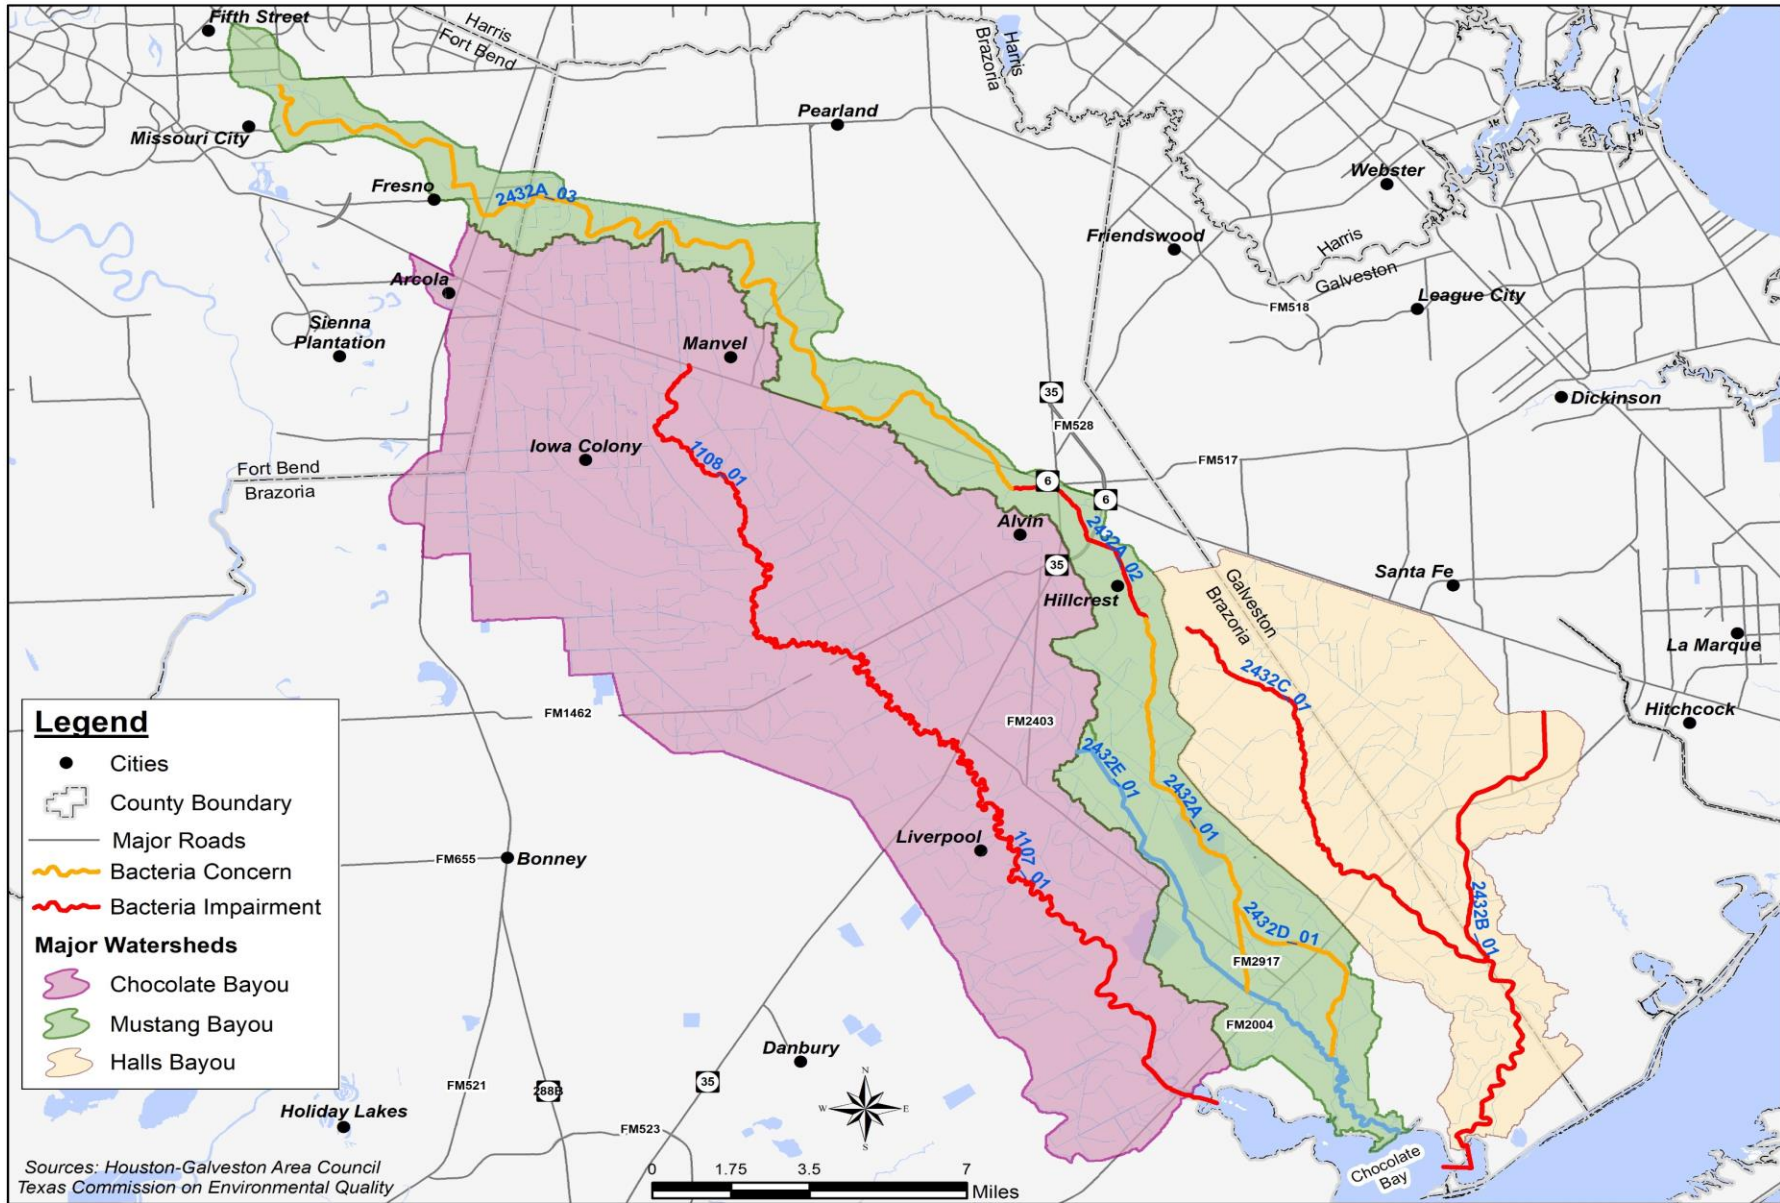 Fifth Street
Harris
Fort Bend
Harris
Brazoria
Missouri City
Pearland
Fresno
2432A_03
Webster
Friendswood
Harris
Galveston
Arcola
FM518
League City
Sienna
Plantation
Manvel
35
FM528
Dickinson
Iowa Colony
1108_01
Fort Bend
Brazoria
FM517
6
6
Alvin
2432A_02
35
Hillcrest
Galveston
Brazoria
Santa Fe
La Marque
2432C_01
Hitchcock
FM1462
FM2403
2432E_01
2432A_01
Liverpool
1107_01
FM655
Bonney
2432D_01
2432B_01
FM2917
FM2004
Danbury
FM521
288B
35
Holiday Lakes
FM523
Chocolate
Bay
Legend
Cities
County Boundary
Major Roads
Bacteria Concern
Bacteria Impairment
Major Watersheds
Chocolate Bayou
Mustang Bayou
Halls Bayou
N
W
E
S
Sources: Houston-Galveston Area Council
Texas Commission on Environmental Quality
0 1.75 3.5 7
Miles